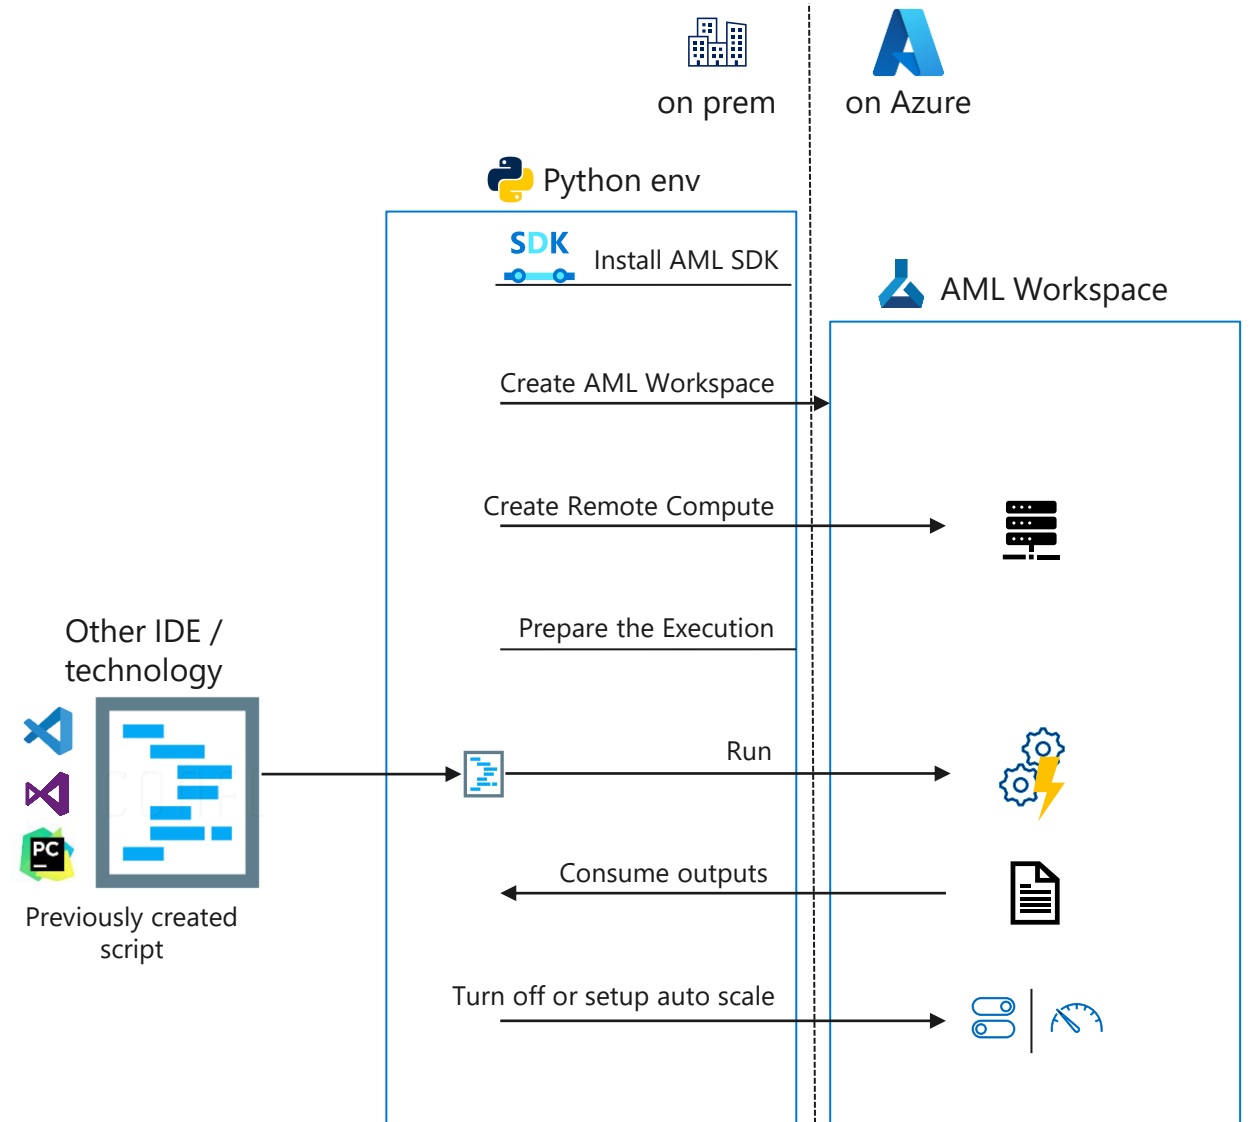 on prem
on Azure
Python env
SDK
Install AML SDK
AML Workspace
Create AML Workspace
Create Remote Compute
Prepare the Execution
Other IDE /
technology
Run
PC
Consume outputs
Previously created
script
Turn off or setup auto scale